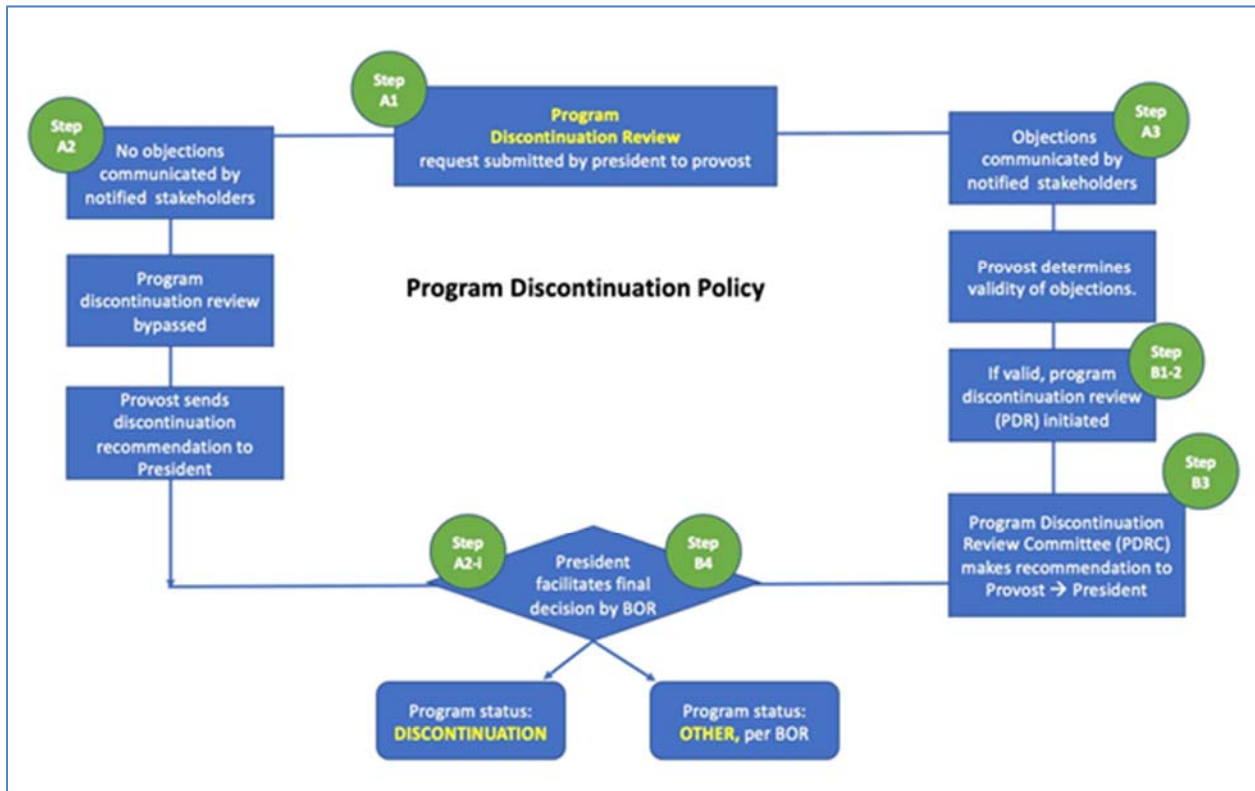 Step
A1
Program
Discontinuation Review
request submitted by president to provost
Step
A2
No objections
communicated by
notified stakeholders
Program
discontinuation review
bypassed
Provost sends
discontinuation
recommendation to
President
Program Discontinuation Policy
Step
A3
Objections
communicated by
notified stakeholders
Provost determines
validity of objections.
Step
B1-2
If valid, program
discontinuation review
(PDR) initiated
Step
B3
Program Discontinuation
Review Committee (PDRC)
makes recommendation to
Provost → President
Step
A2-i
Step
B4
President
facilitates final
decision by BOR
Program status:
DISCONTINUATION
Program status:
OTHER, per BOR